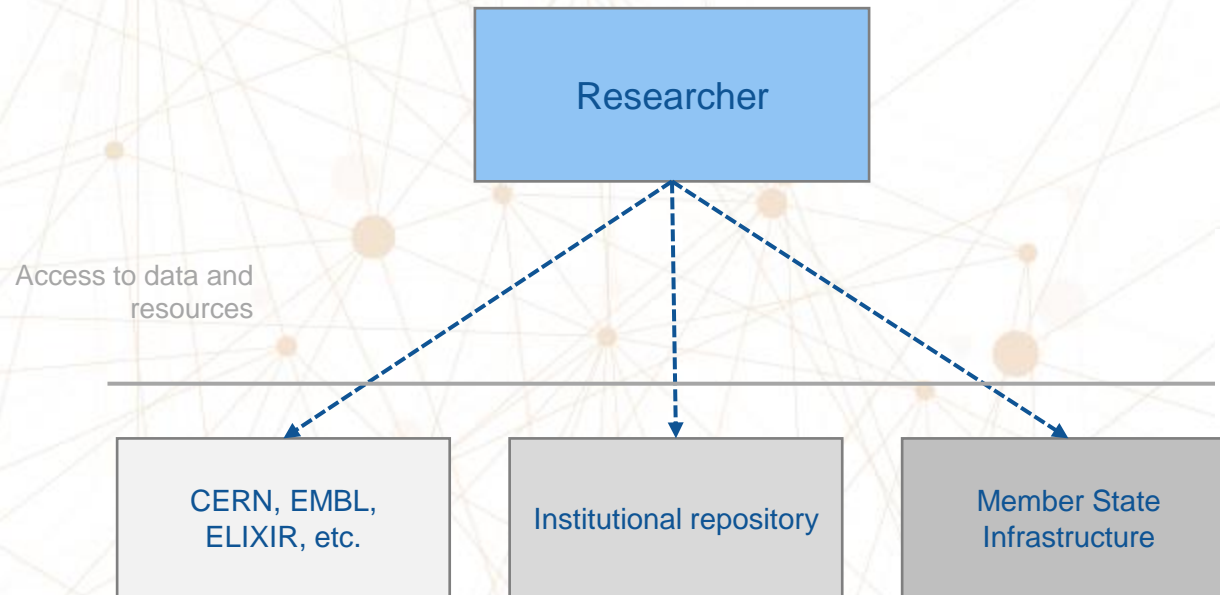 Researcher
Access to data and
resources
CERN, EMBL,
ELIXIR, etc.
Institutional repository
Member State
Infrastructure